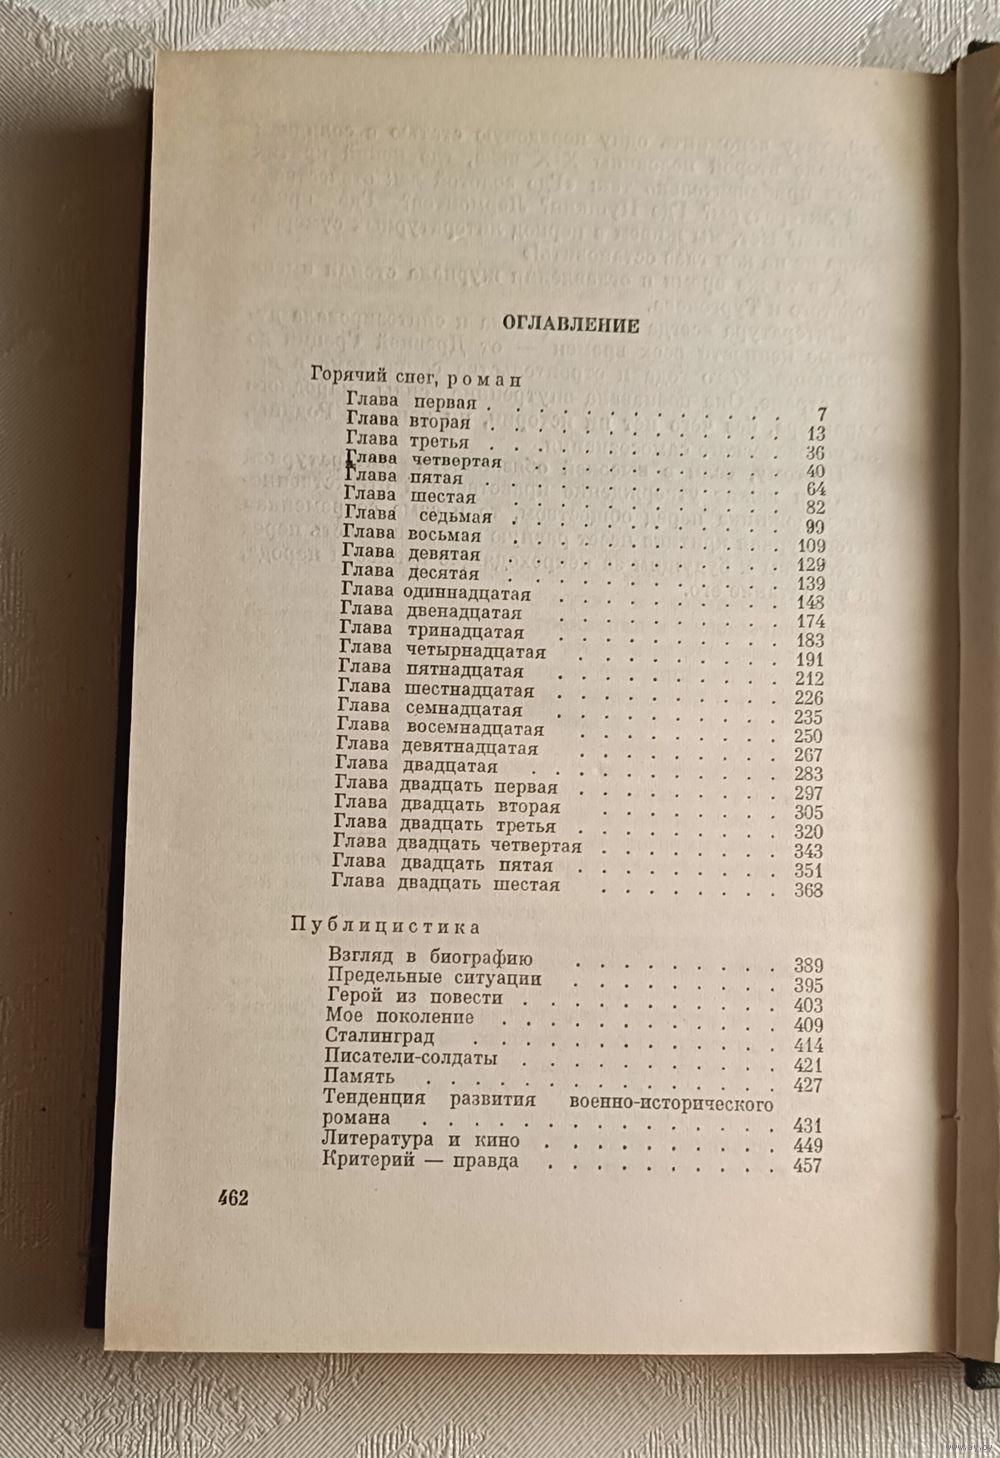 ОГЛАВЛЕНИЕ
Горячий снег, роман
Глава первая . . . . . . . . . . . . . 7
Глава вторая . . . . . . . . . . . . . 13
Глава третья . . . . . . . . . . . . . 36
Глава четвертая . . . . . . . . . . . 40
Глава пятая . . . . . . . . . . . . . 64
Глава шестая . . . . . . . . . . . . 82
Глава седьмая . . . . . . . . . . . . 99
Глава восьмая . . . . . . . . . . . . 109
Глава девятая . . . . . . . . . . . . 129
Глава десятая . . . . . . . . . . . . 139
Глава одиннадцатая . . . . . . . . . . 148
Глава двенадцатая . . . . . . . . . . 174
Глава тринадцатая . . . . . . . . . . 183
Глава четырнадцатая . . . . . . . . . 191
Глава пятнадцатая . . . . . . . . . . 212
Глава шестнадцатая . . . . . . . . . . 226
Глава семнадцатая . . . . . . . . . . 235
Глава восемнадцатая . . . . . . . . . 250
Глава девятнадцатая . . . . . . . . . 267
Глава двадцатая . . . . . . . . . . . 283
Глава двадцать первая . . . . . . . . . 297
Глава двадцать вторая . . . . . . . . 305
Глава двадцать третья . . . . . . . . . 320
Глава двадцать четвертая . . . . . . . . 343
Глава двадцать пятая . . . . . . . . 351
Глава двадцать шестая . . . . . . . . 368
Публицистика
Взгляд в биографию . . . . . . . . . 389
Предельные ситуации . . . . . . . . . 395
Герой из повести . . . . . . . . . . . 403
Мое поколение . . . . . . . . . . . . 409
Сталинград . . . . . . . . . . . . . 414
Писатели-солдаты . . . . . . . . . . . 421
Память . . . . . . . . . . . . . . . 427
Тенденция развития военно-исторического
романа . . . . . . . . . . . . . . . 431
Литература и кино . . . . . . . . . . 449
Критерий — правда . . . . . . . . . . 457
462
www.ay.by